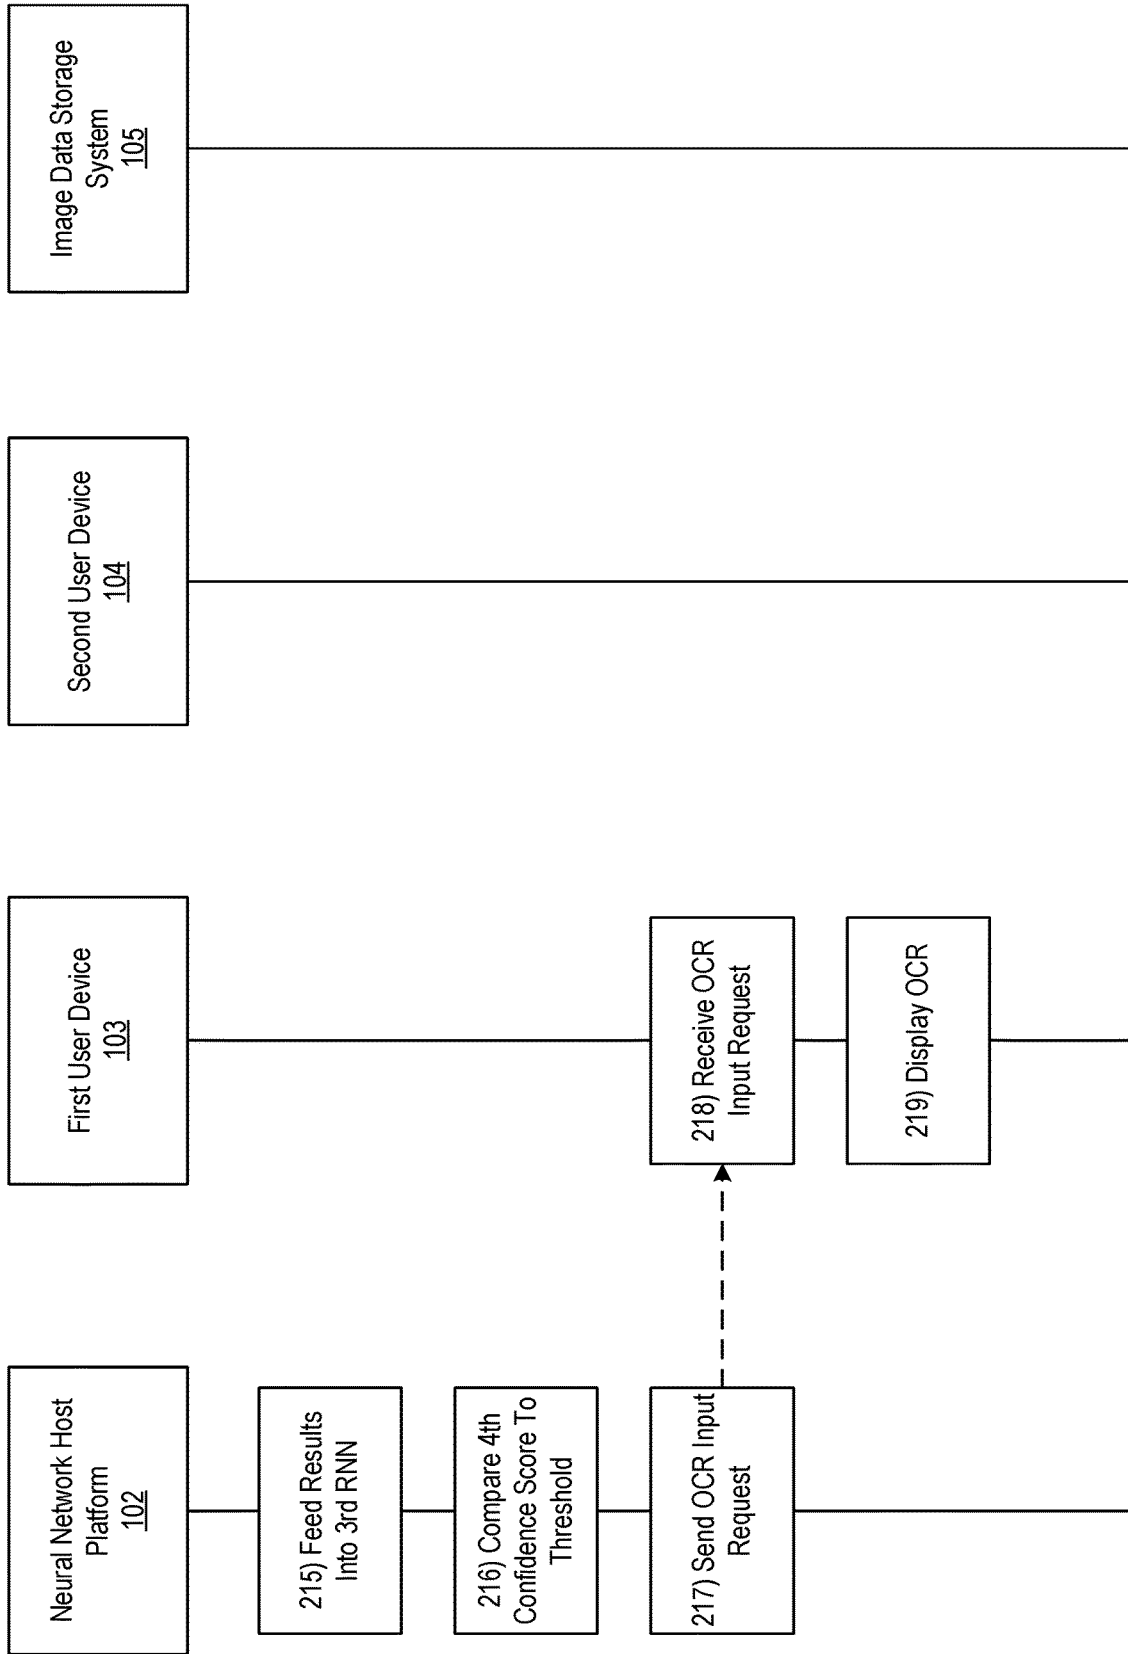 Neural Network Host
Platform
102
First User Device
103
Second User Device
104
Image Data Storage
System
105
215) Feed Results
Into 3rd RNN
216) Compare 4th
Confidence Score To
Threshold
217) Send OCR Input
Request
218) Receive OCR
Input Request
219) Display OCR